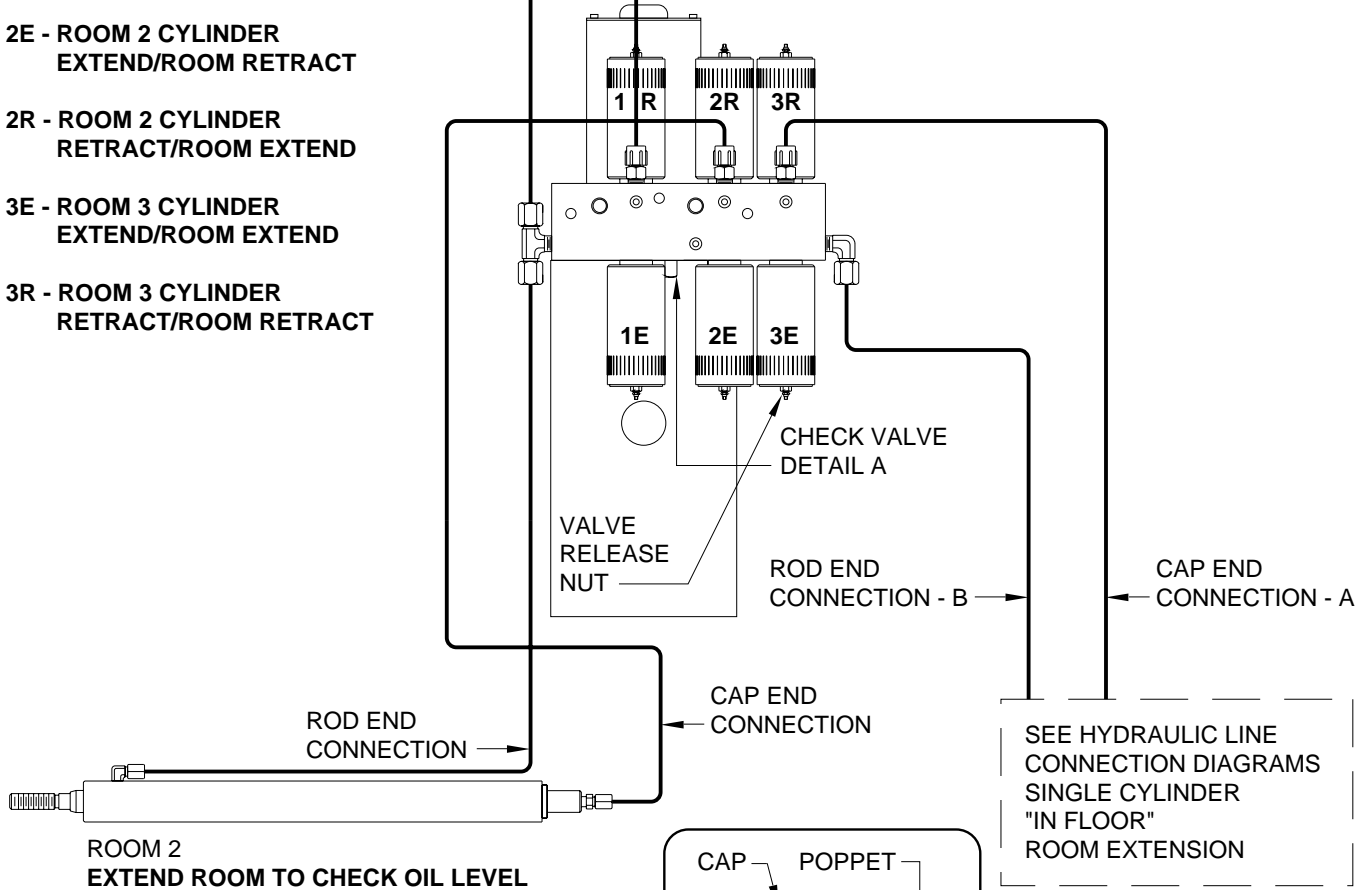 2E - ROOM 2 CYLINDER
EXTEND/ROOM RETRACT
2R - ROOM 2 CYLINDER
RETRACT/ROOM EXTEND
3E - ROOM 3 CYLINDER
EXTEND/ROOM EXTEND
3R - ROOM 3 CYLINDER
RETRACT/ROOM RETRACT
1 R
2R
3R
1E
2E
3E
CHECK VALVE
DETAIL A
VALVE
RELEASE
NUT
ROD END
CONNECTION - B
CAP END
CONNECTION - A
ROD END
CONNECTION
CAP END
CONNECTION
SEE HYDRAULIC LINE
CONNECTION DIAGRAMS
SINGLE CYLINDER
"IN FLOOR"
ROOM EXTENSION
ROOM 2
EXTEND ROOM TO CHECK OIL LEVEL
CAP
POPPET